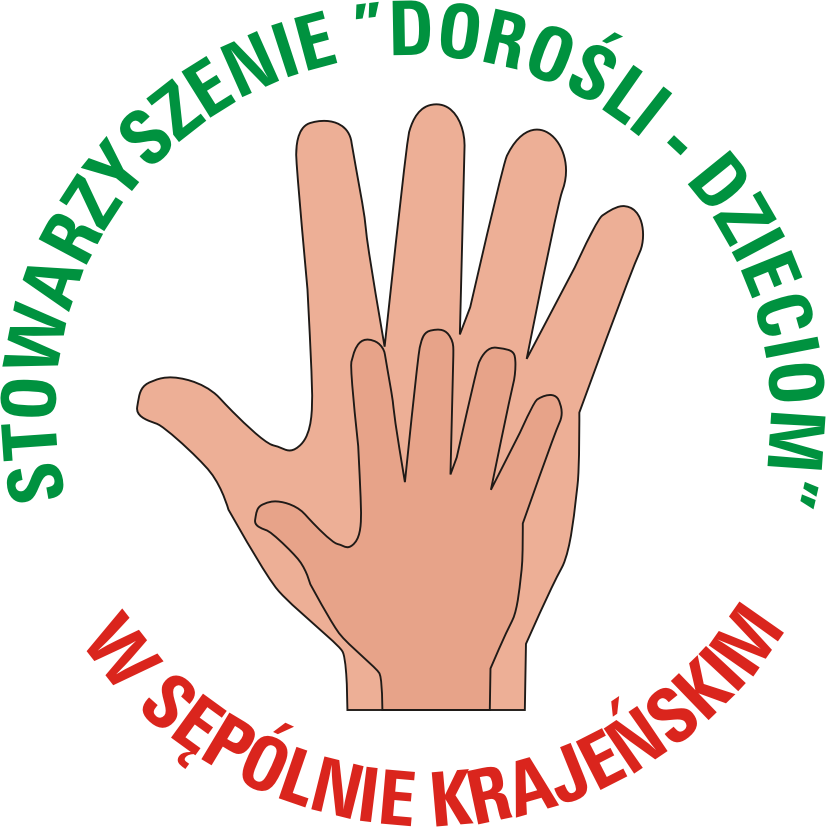 STOWARZYSZENIE "DOROŚLI - DZIECIOM"
W SĘPÓLNIE KRAJEŃSKIM